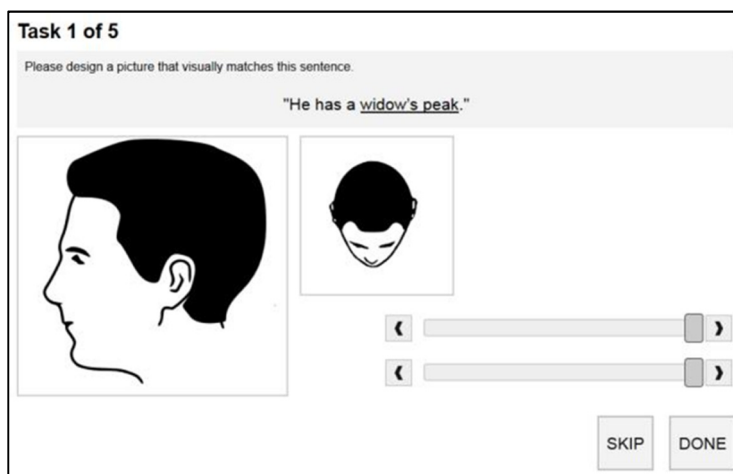 Task 1 of 5
Please design a picture that visually matches this sentence.
"He has a widow's peak."
SKIP
DONE